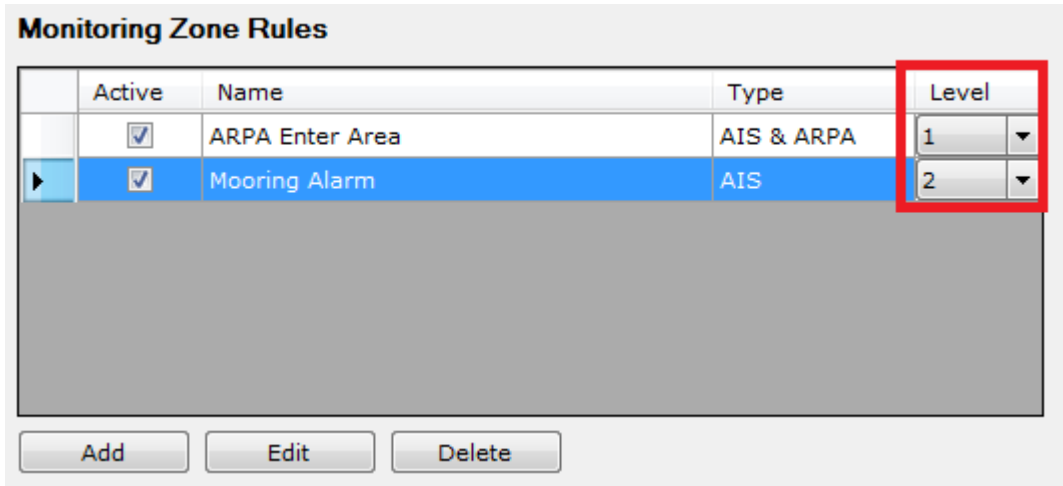 Monitoring Zone Rules
Active Name Type Level
ARPA Enter Area AIS & ARPA 1
Mooring Alarm AIS 2
Add Edit Delete